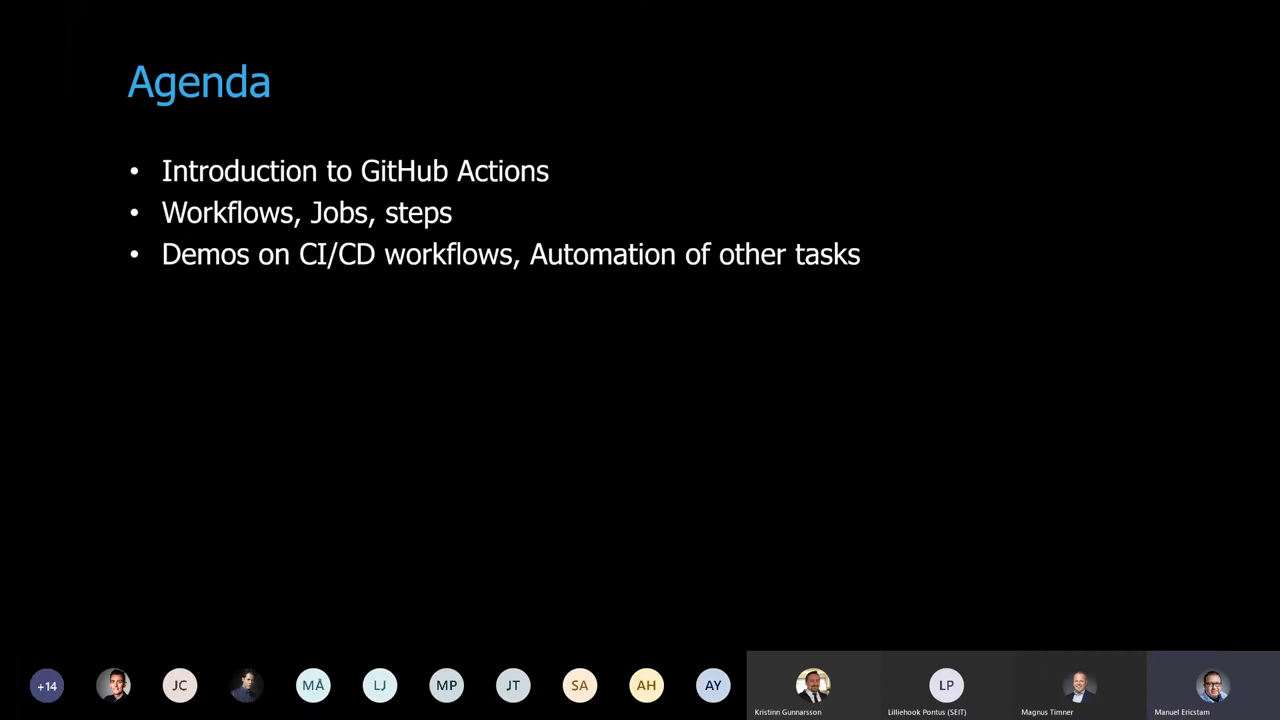 Agenda
• Introduction to GitHub Actions
• Workflows, Jobs, steps
• Demos on CI/CD workflows, Automation of other tasks
+14
JC
MÅ
LJ
MP
JT
SA
AH
AY
LP
Kristinn Gunnarsson
Lilliehook Pontus (SEIT)
Magnus Timner
Manuel Ericstam